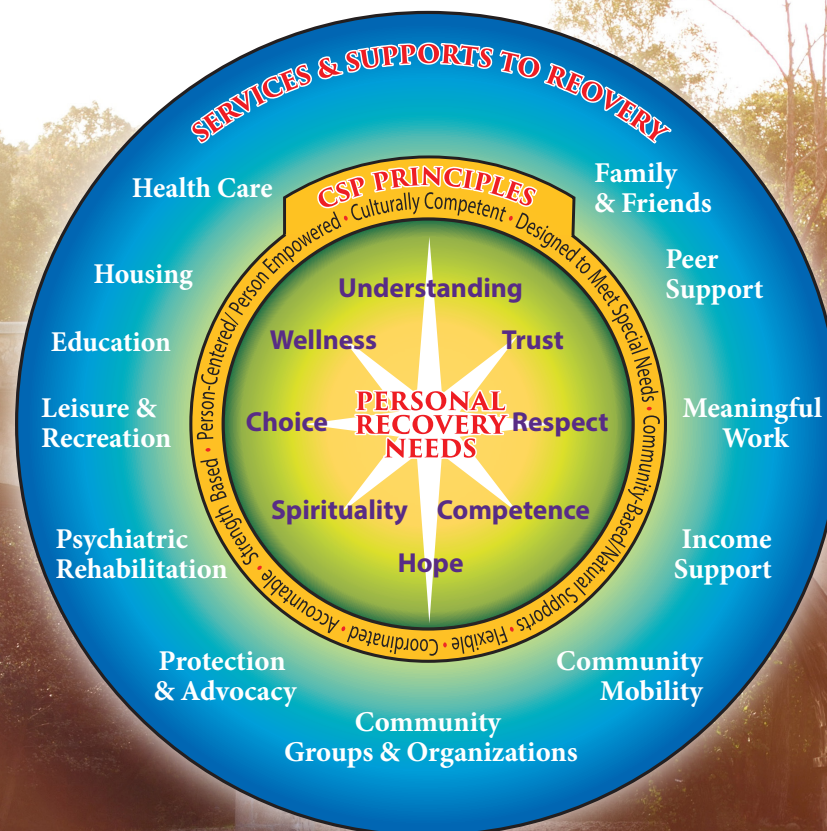 SERVICES & SUPPORTS TO REOVERY
Health Care
Family
& Friends
CSP PRINCIPLES
Person-Centered/ Person Empowered • Culturally Competent • Designed to Meet Special Needs • Community-Based/Natural Supports • Flexible • Coordinated • Accountable • Strength Based •
Housing
Peer
Support
Understanding
Wellness
Trust
Education
Leisure &
Recreation
Choice
PERSONAL
RECOVERY
NEEDS
Respect
Meaningful
Work
Spirituality
Competence
Hope
Psychiatric
Rehabilitation
Income
Support
Protection
& Advocacy
Community
Mobility
Community
Groups & Organizations